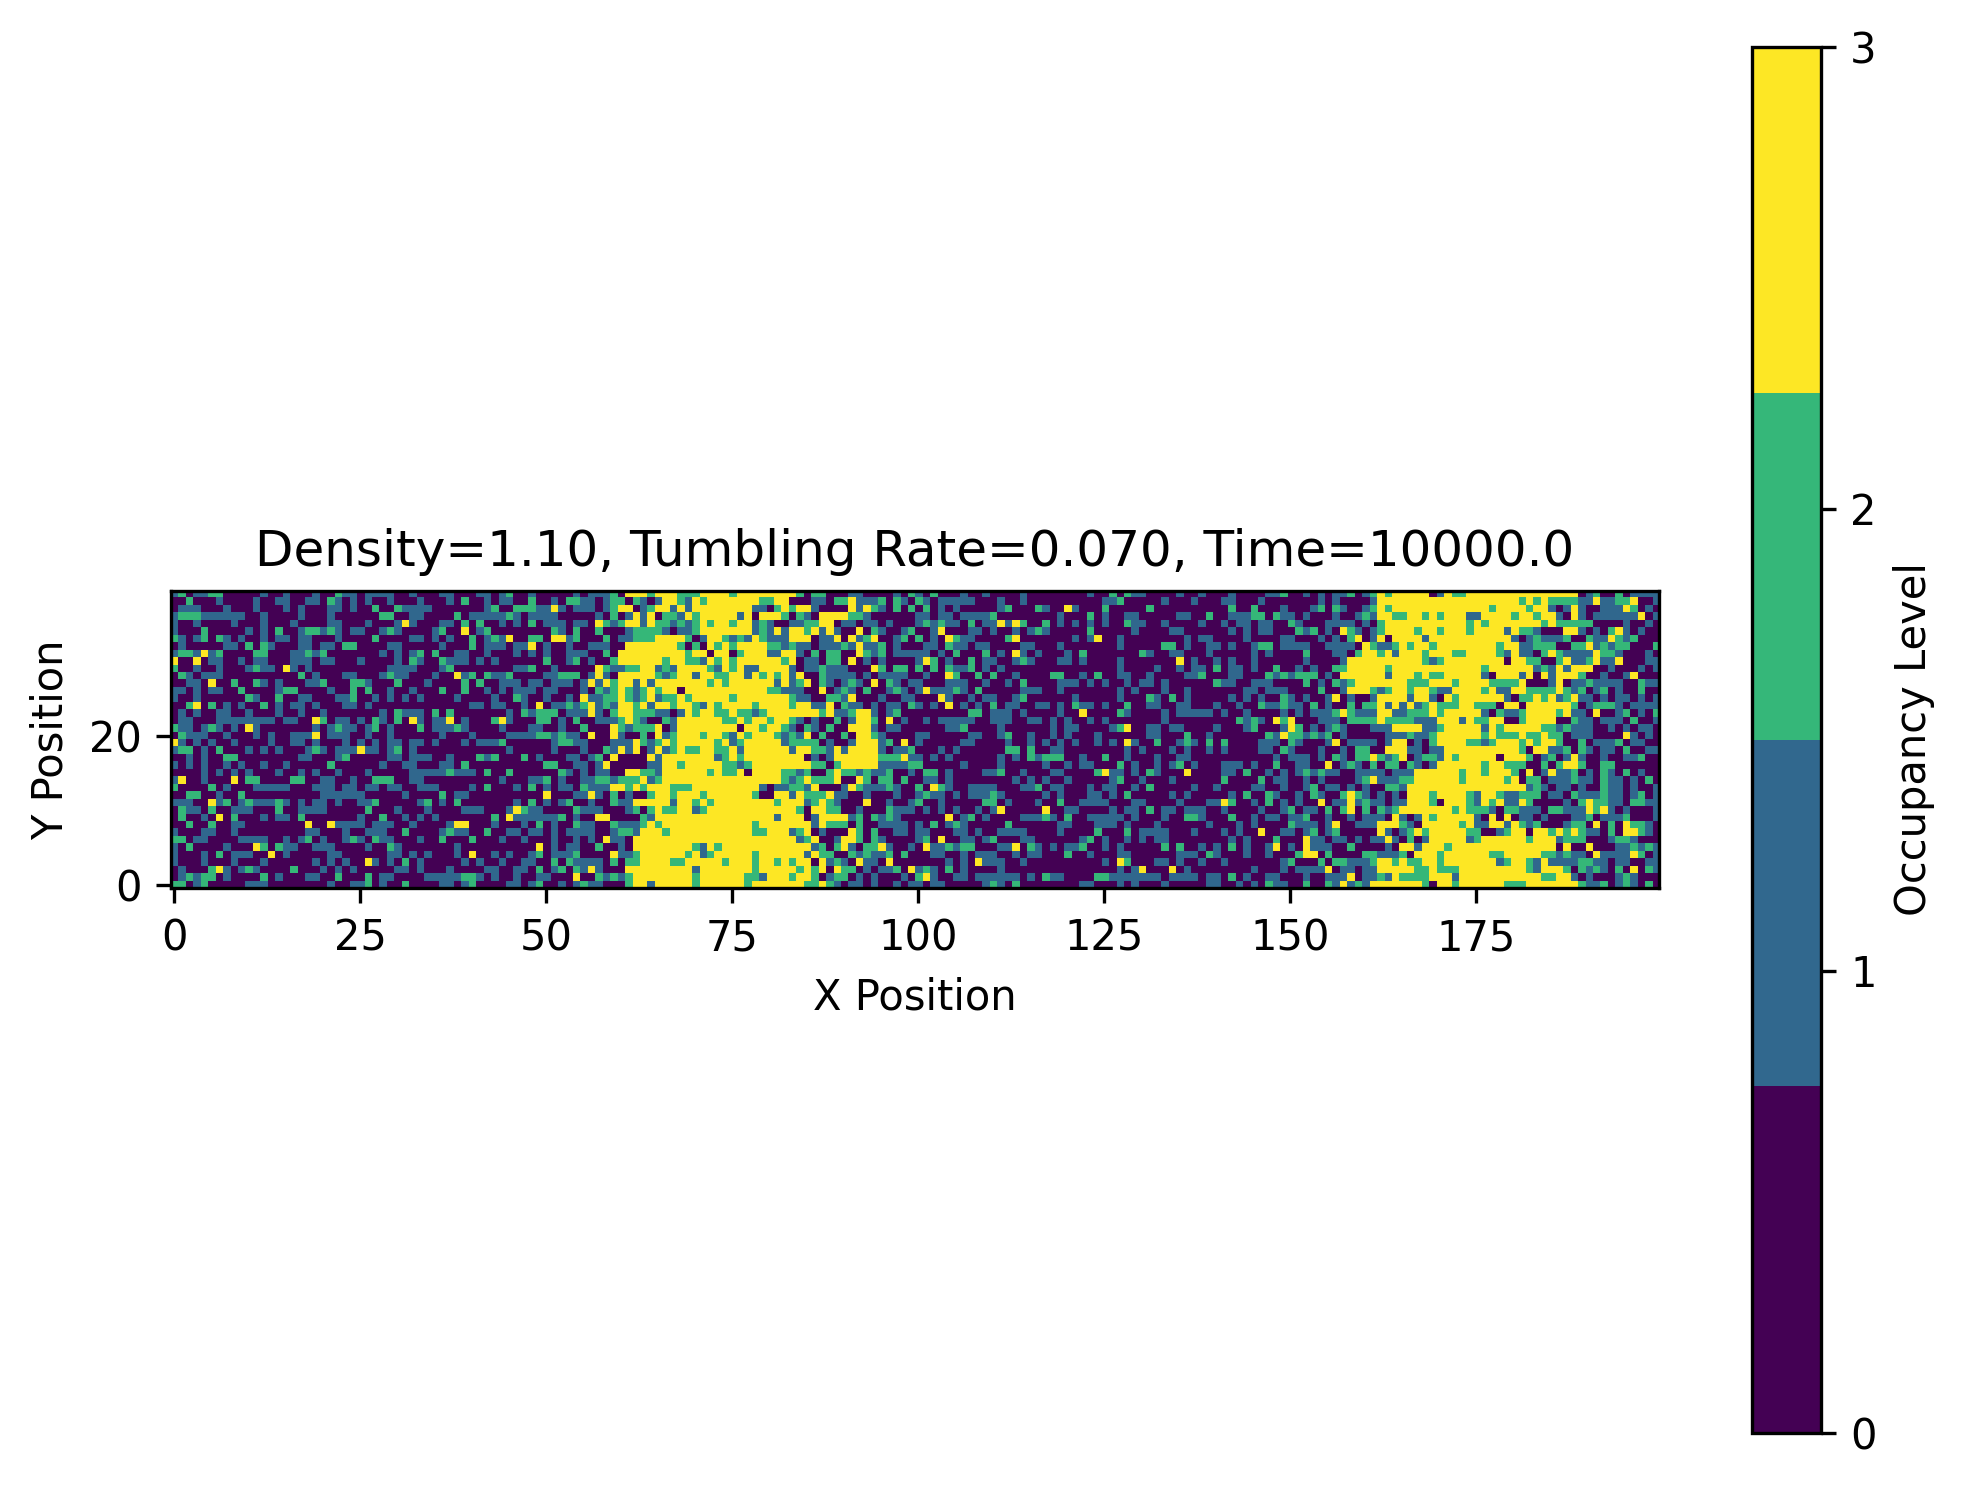 Density=1.10, Tumbling Rate=0.070, Time=10000.0
Y Position
20
0
0 25 50 75 100 125 150 175
X Position
3
2
1
0
Occupancy Level